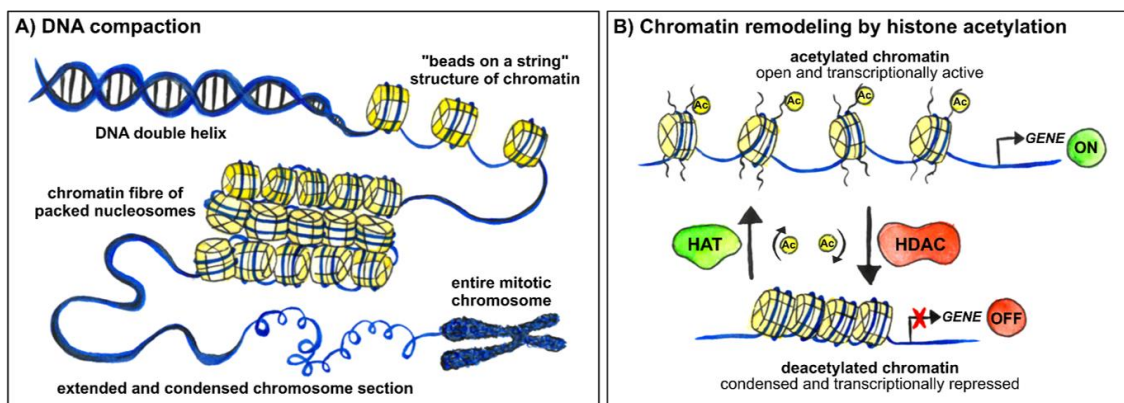 A) DNA compaction
"beads on a string"
structure of chromatin
DNA double helix
chromatin fibre of
packed nucleosomes
entire mitotic
chromosome
extended and condensed chromosome section
B) Chromatin remodeling by histone acetylation
acetylated chromatin
open and transcriptionally active
Ac
Ac
Ac
Ac
GENE
ON
HAT
Ac
Ac
HDAC
GENE
OFF
deacetylated chromatin
condensed and transcriptionally repressed